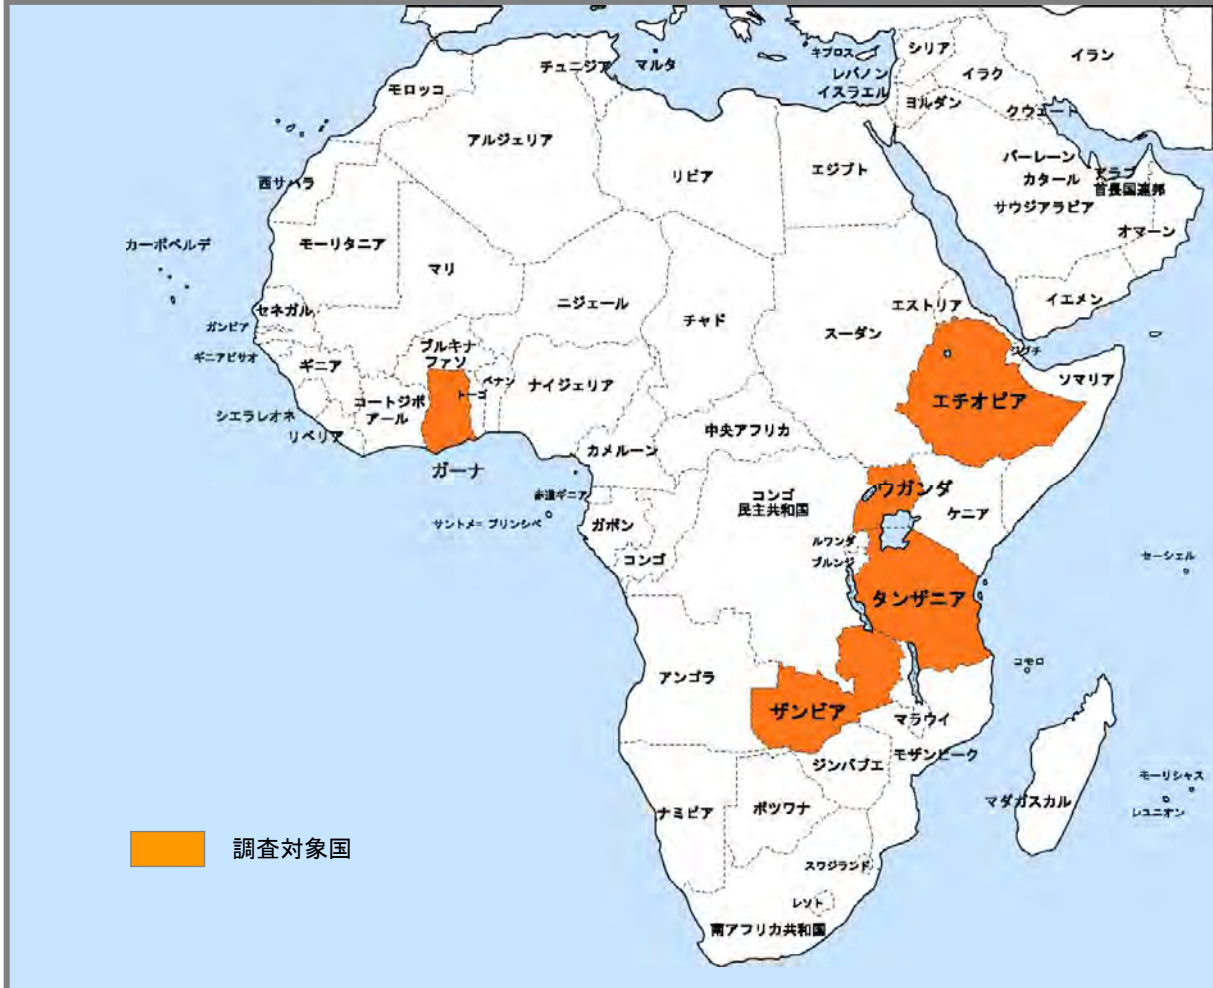 キプロス
シリア
イラン
チュニジア
マルタ
レバノン
イラク
イスラエル
モロッコ
ヨルダン
クウェート
アルジェリア
リビア
エジプト
バーレーン
カタール
アラブ
首長国連邦
西サハラ
サウジアラビア
オマーン
カーボベルデ
モーリタニア
マリ
ニジェール
チャド
スーダン
エストリア
イエメン
セネガル
ガンビア
ギニアビサオ
ギニア
ブルキナ
ファソ
ベナン
トーゴ
ナイジェリア
ジブチ
ソマリア
エチオピア
シエラレオネ
リベリア
コートジボ
アール
ガーナ
カメルーン
中央アフリカ
赤道ギニア
サントメ= プリンシペ
ガボン
コンゴ
コンゴ
民主共和国
ウガンダ
ケニア
ルワンダ
ブルンジ
タンザニア
セーシェル
コモロ
アンゴラ
ザンビア
マラウイ
モザンビーク
ジンバブエ
ナミビア
ボツワナ
マダガスカル
モーリシャス
レユニオン
スワジランド
レソト
南アフリカ共和国
調査対象国